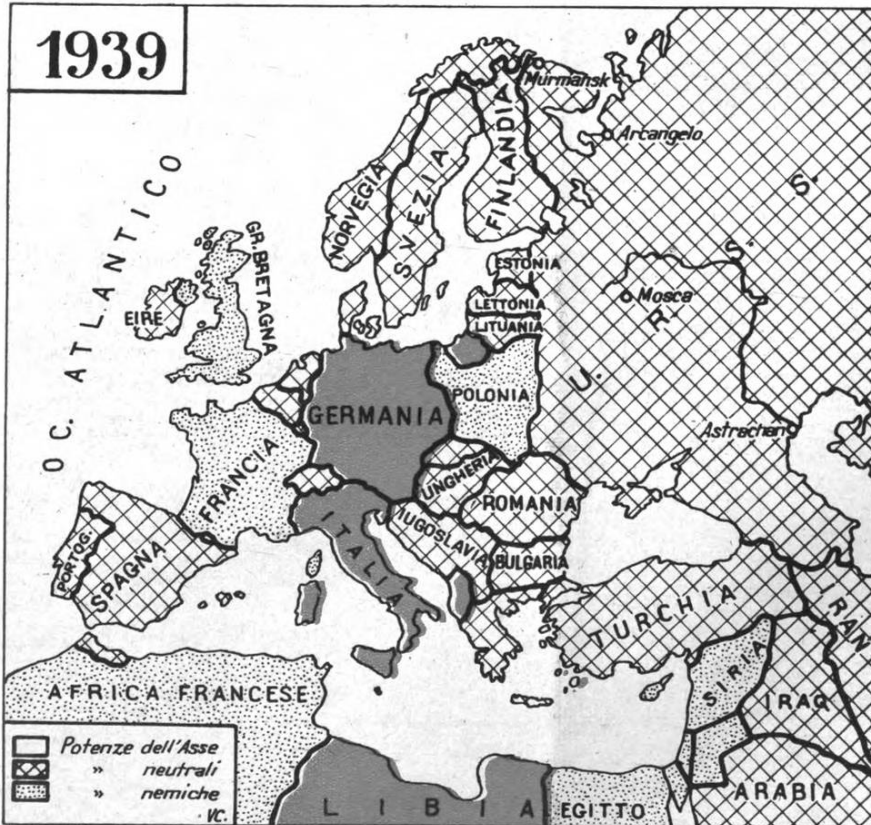 1939
Murmansk
Arcangelo
OC. ATLANTICO
NORVEGIA
SVEZIA
FINLANDIA
GR. BRETAGNA
EIRE
ESTONIA
LETTONIA
LITUANIA
Mosca
U. R. S. S.
GERMANIA
POLONIA
Astrachan
FRANCIA
UNGHERIA
ROMANIA
ITALIA
IUGOSLAVIA
BULGARIA
PORTOG.
SPAGNA
TURCHIA
IRAN
SIRIA
IRAQ
AFRICA FRANCESE
ARABIA
LIBIA
EGITTO
Potenze dell'Asse
" neutrali
" nemiche
VC.